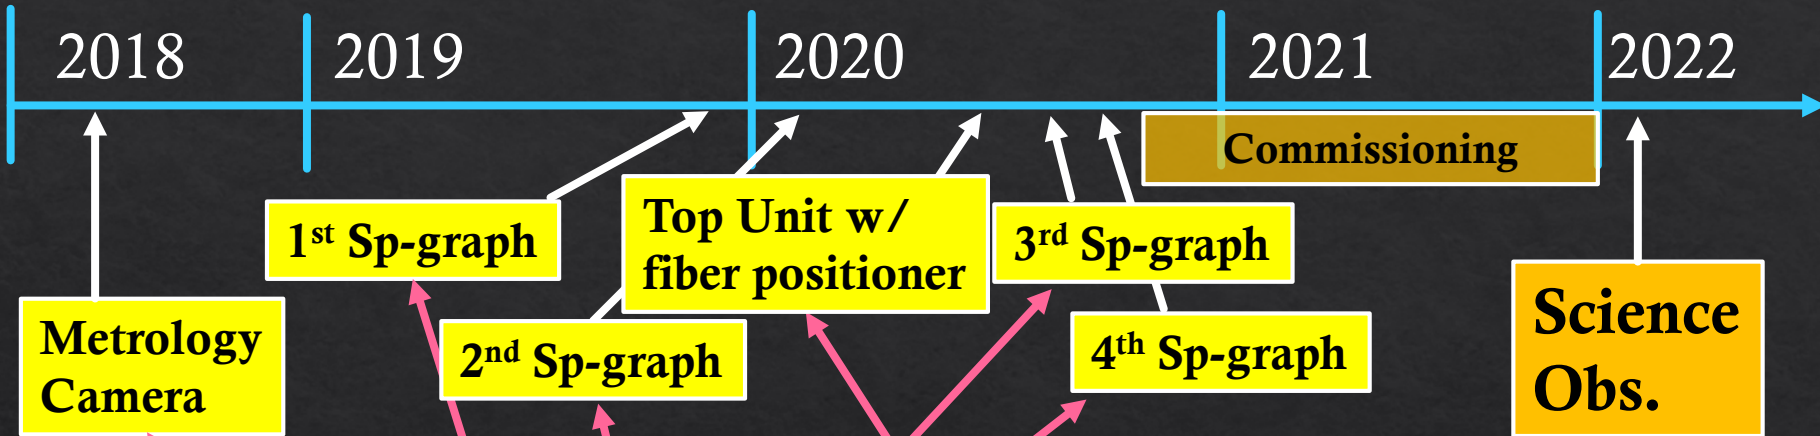 2018 2019 2020 2021 2022
Commissioning
1st Sp-graph
Top Unit w/
fiber positioner
3rd Sp-graph
Metrology
Camera
2nd Sp-graph
4th Sp-graph
Science
Obs.